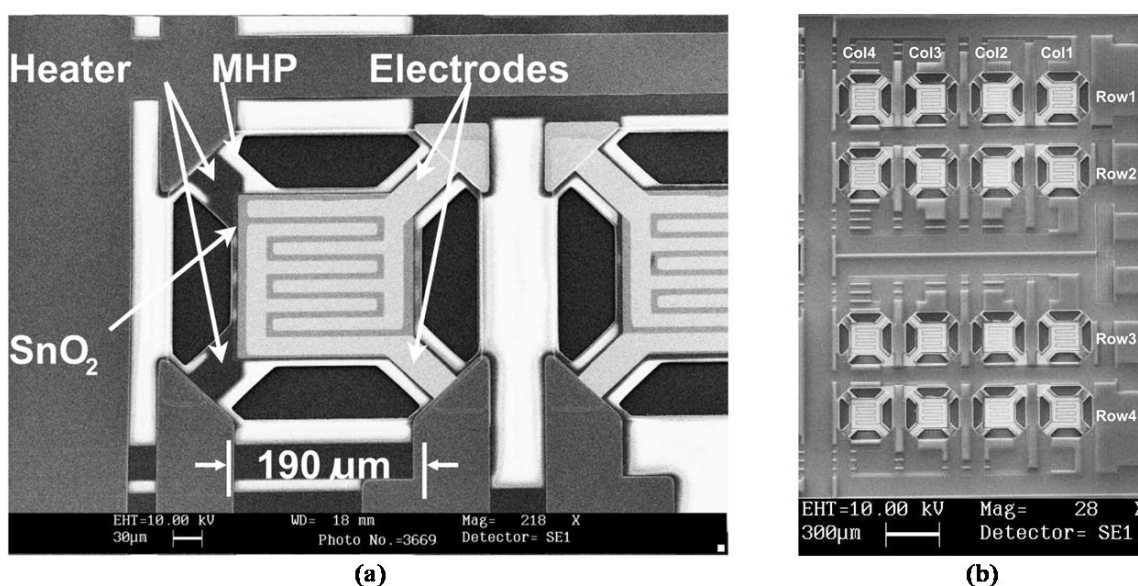 Heater MHP Electrodes
SnO2
190 µm
EHT=10.00 kV WD= 18 mm Mag= 218 X
30µm Photo No.=3669 Detector= SE1
(a)
Col4 Col3 Col2 Col1
Row1
Row2
Row3
Row4
EHT=10.00 kV Mag= 28 X
300µm Detector= SE1
(b)